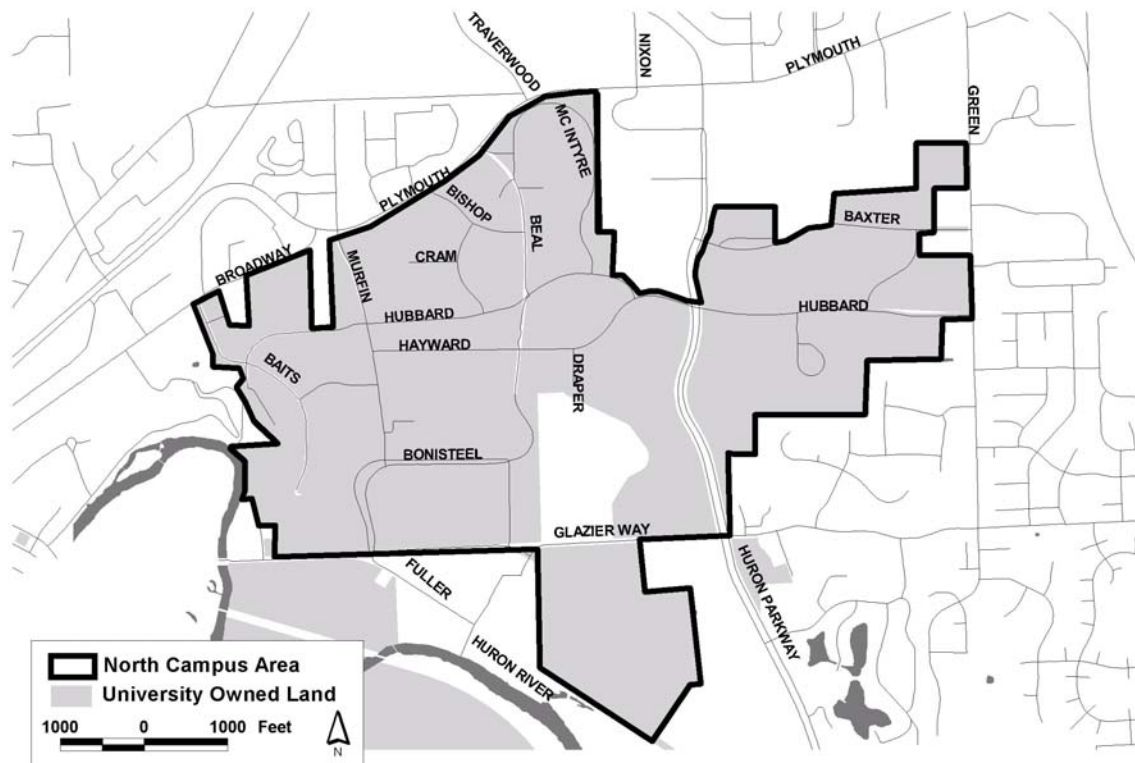 TRAVERWOOD
NIXON
PLYMOUTH
GREEN
MC INTYRE
PLYMOUTH
BISHOP
BEAL
BAXTER
BROADWAY
CRAM
MURFIN
HUBBARD
HUBBARD
HAYWARD
BAITS
DRAPER
BONISTEEL
GLAZIER WAY
FULLER
HURON PARKWAY
HURON RIVER
North Campus Area
University Owned Land
1000 0 1000 Feet
N